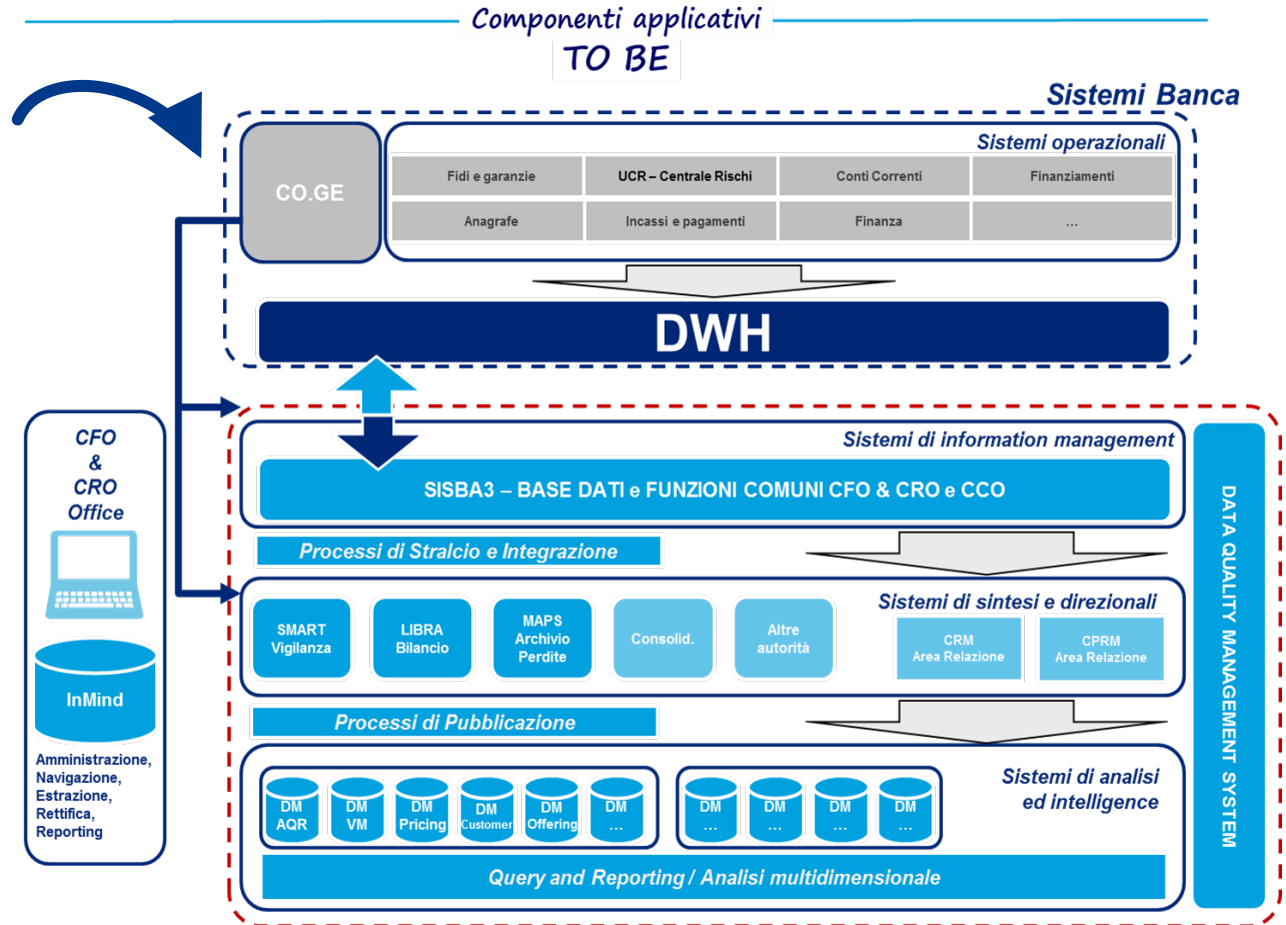 Componenti applicativi
TO BE
Sistemi Banca
CO.GE
Sistemi operazionali
Fidi e garanzie
UCR – Centrale Rischi
Conti Correnti
Finanziamenti
Anagrafe
Incassi e pagamenti
Finanza
...
DWH
CFO
&
CRO
Office
InMind
Amministrazione,
Navigazione,
Estrazione,
Rettifica,
Reporting
Sistemi di information management
SISBA3 – BASE DATI e FUNZIONI COMUNI CFO & CRO e CCO
Processi di Stralcio e Integrazione
Sistemi di sintesi e direzionali
SMART
Vigilanza
LIBRA
Bilancio
MAPS
Archivio
Perdite
Consolid.
Altre
autorità
CRM
Area Relazione
CPRM
Area Relazione
Processi di Pubblicazione
Sistemi di analisi
ed intelligence
DM
AQR
DM
VM
DM
Pricing
DM
Customer
DM
Offering
DM
...
DM
...
DM
...
DM
...
DM
...
Query and Reporting / Analisi multidimensionale
DATA QUALITY MANAGEMENT SYSTEM